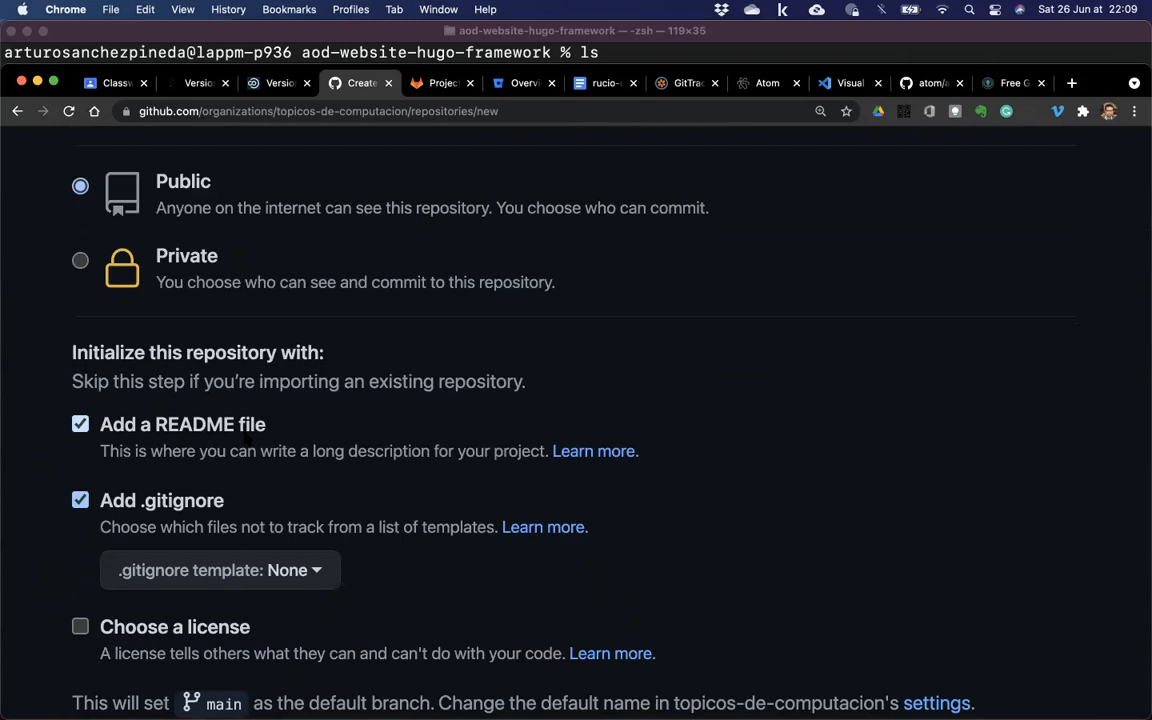 Chrome File Edit View History Bookmarks Profiles Tab Window Help Sat 26 Jun at 22:09
aod-website-hugo-framework — -zsh — 119×35
arturosanchezpineda@lappm-p936 aod-website-hugo-framework % ls
Classw Version Version Create Project Overvi rucio- GitTrac Atom Visual atom/a Free G
github.com/organizations/topicos-de-computacion/repositories/new
Public
Anyone on the internet can see this repository. You choose who can commit.
Private
You choose who can see and commit to this repository.
Initialize this repository with:
Skip this step if you're importing an existing repository.
Add a README file
This is where you can write a long description for your project. Learn more.
Add .gitignore
Choose which files not to track from a list of templates. Learn more.
.gitignore template: None
Choose a license
A license tells others what they can and can't do with your code. Learn more.
This will set main as the default branch. Change the default name in topicos-de-computacion's settings.